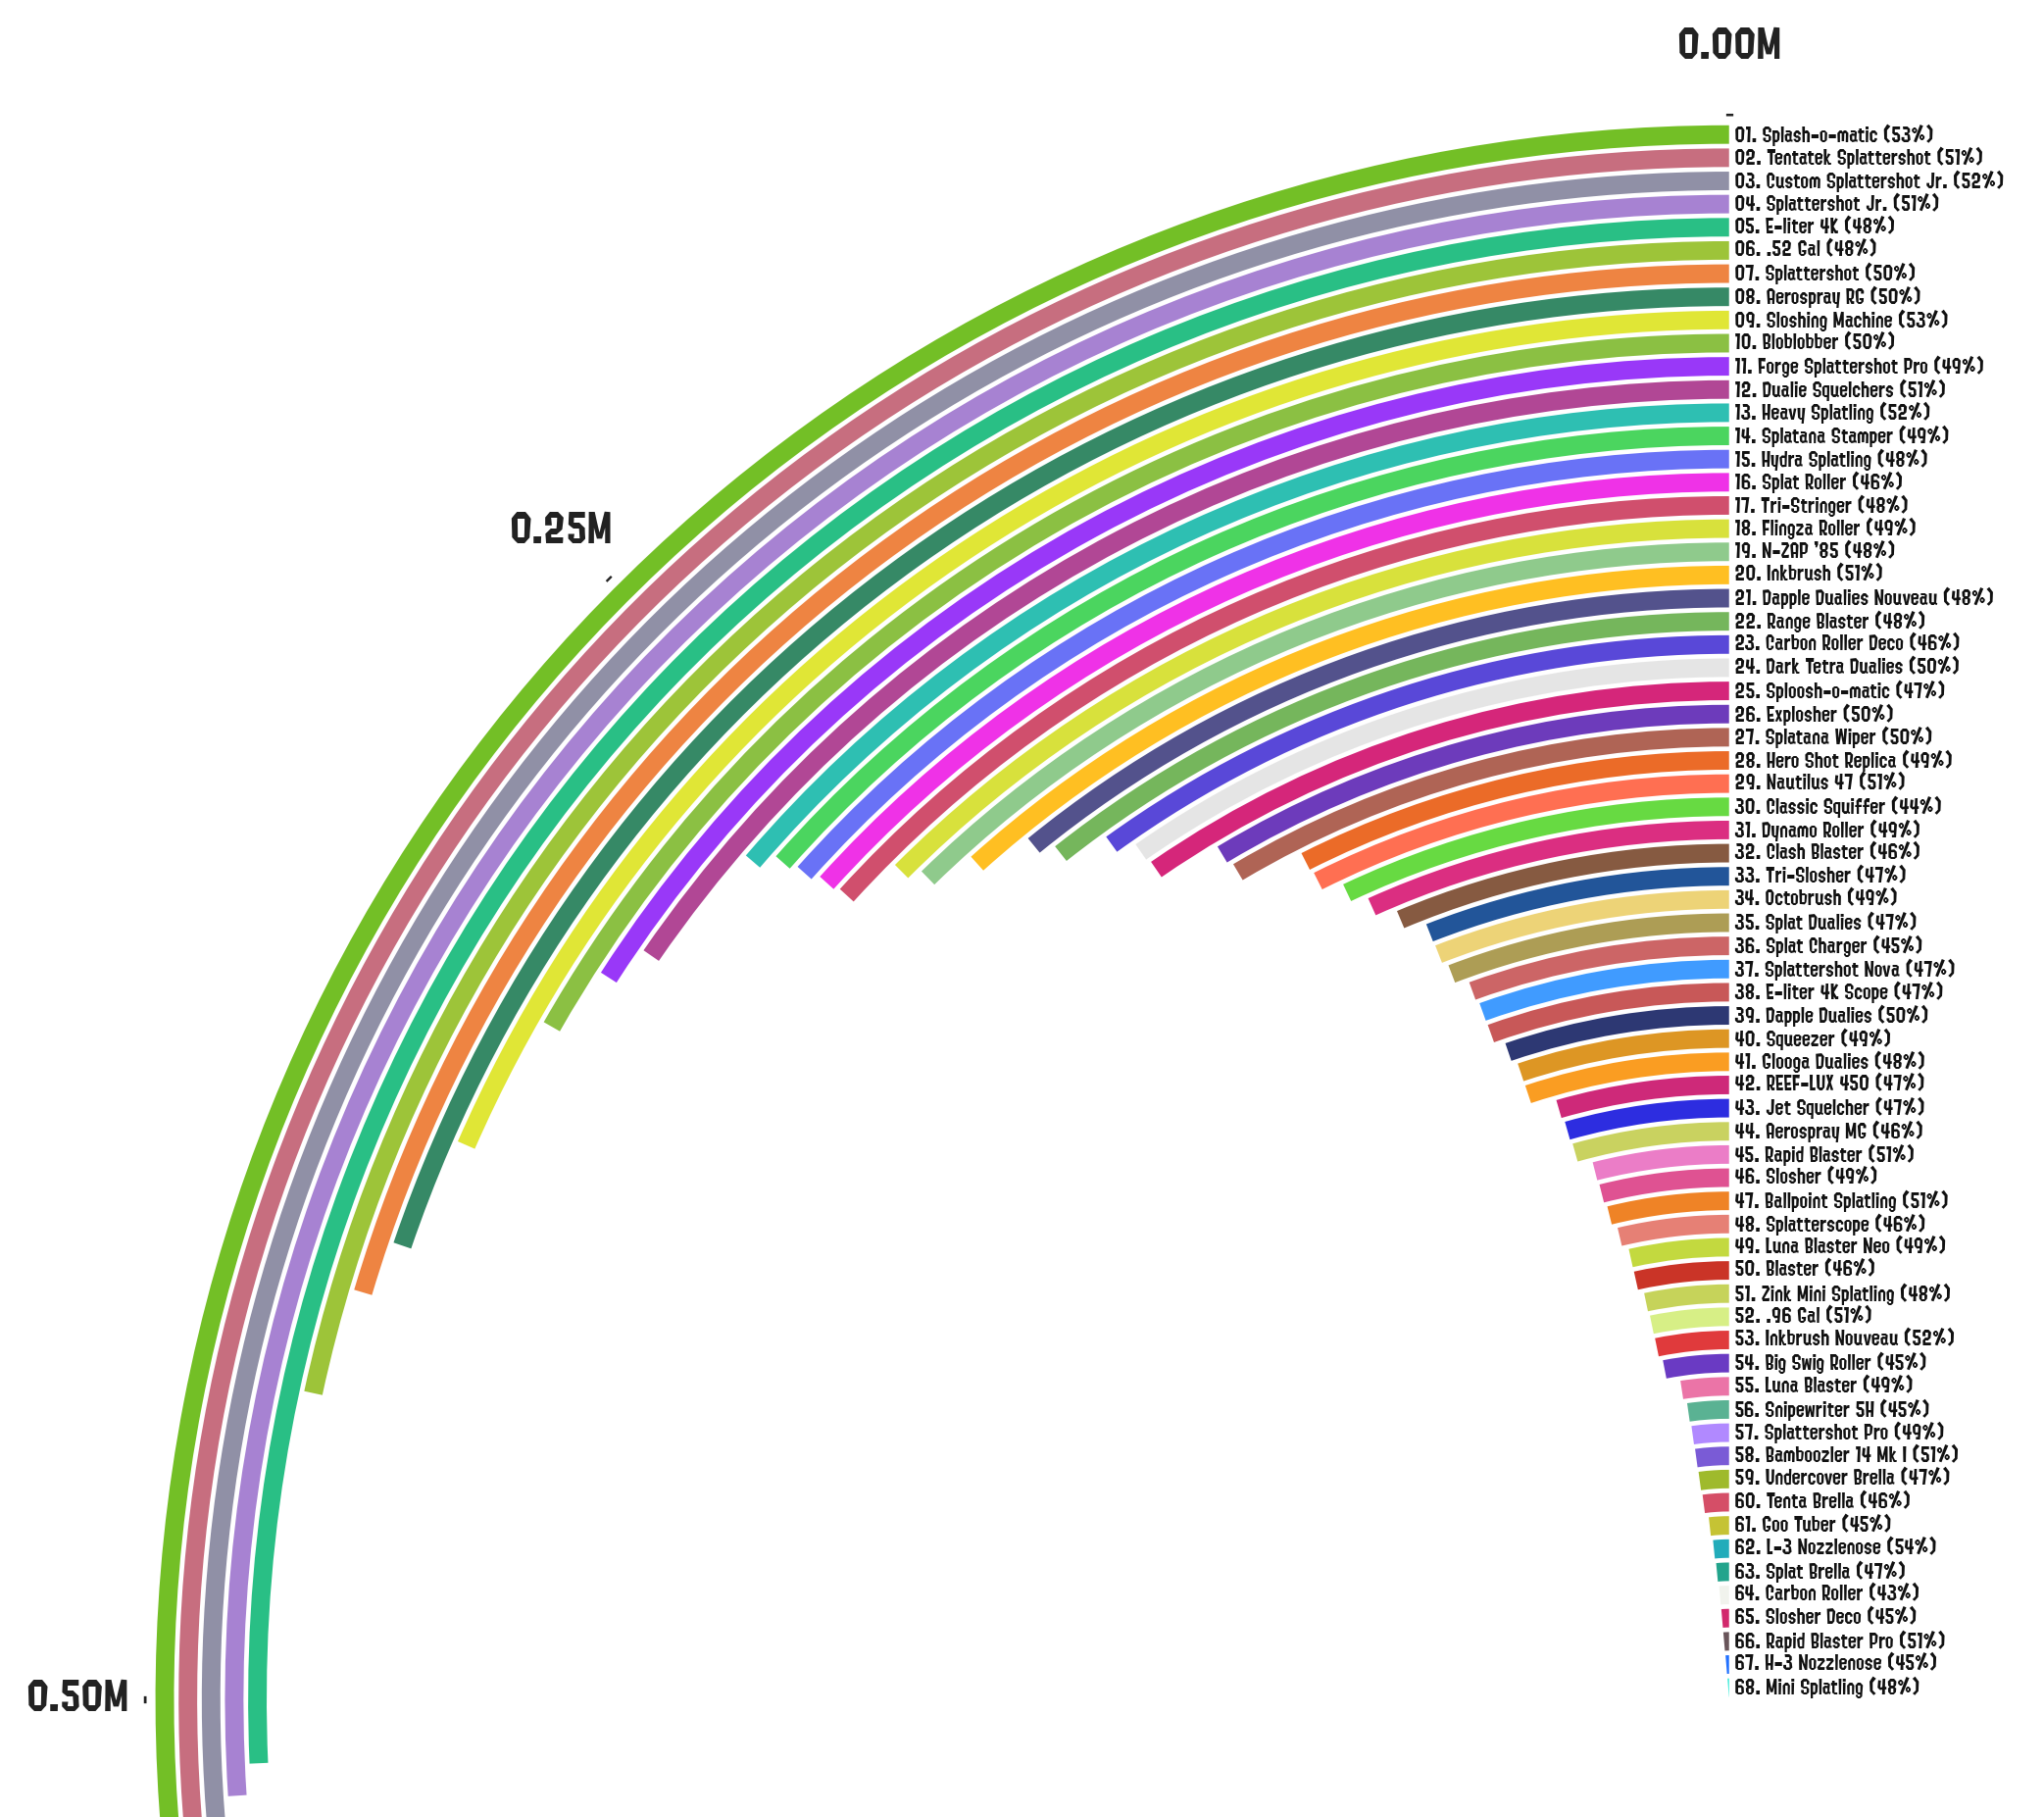 0.00M
01. Splash-o-matic (53%)
02. Tentatek Splattershot (51%)
03. Custom Splattershot Jr. (52%)
04. Splattershot Jr. (51%)
05. E-liter 4K (48%)
06. .52 Gal (48%)
07. Splattershot (50%)
08. Aerospray RG (50%)
09. Sloshing Machine (53%)
10. Bloblobber (50%)
11. Forge Splattershot Pro (49%)
12. Dualie Squelchers (51%)
13. Heavy Splatling (52%)
14. Splatana Stamper (49%)
15. Hydra Splatling (48%)
16. Splat Roller (46%)
17. Tri-Stringer (48%)
0.25M
18. Flingza Roller (49%)
19. N-ZAP '85 (48%)
20. Inkbrush (51%)
21. Dapple Dualies Nouveau (48%)
22. Range Blaster (48%)
23. Carbon Roller Deco (46%)
24. Dark Tetra Dualies (50%)
25. Sploosh-o-matic (47%)
26. Explosher (50%)
27. Splatana Wiper (50%)
28. Hero Shot Replica (49%)
29. Nautilus 47 (51%)
30. Classic Squiffer (44%)
31. Dynamo Roller (49%)
32. Clash Blaster (46%)
33. Tri-Slosher (47%)
34. Octobrush (49%)
35. Splat Dualies (47%)
36. Splat Charger (45%)
37. Splattershot Nova (47%)
38. E-liter 4K Scope (47%)
39. Dapple Dualies (50%)
40. Squeezer (49%)
41. Glooga Dualies (48%)
42. REEF-LUX 450 (47%)
43. Jet Squelcher (47%)
44. Aerospray MG (46%)
45. Rapid Blaster (51%)
46. Slosher (49%)
47. Ballpoint Splatling (51%)
48. Splatterscope (46%)
49. Luna Blaster Neo (49%)
50. Blaster (46%)
51. Zink Mini Splatling (48%)
52. .96 Gal (51%)
53. Inkbrush Nouveau (52%)
54. Big Swig Roller (45%)
55. Luna Blaster (49%)
56. Snipewriter 5H (45%)
57. Splattershot Pro (49%)
58. Bamboozler 14 Mk I (51%)
59. Undercover Brella (47%)
60. Tenta Brella (46%)
61. Goo Tuber (45%)
62. L-3 Nozzlenose (54%)
63. Splat Brella (47%)
64. Carbon Roller (43%)
65. Slosher Deco (45%)
66. Rapid Blaster Pro (51%)
67. H-3 Nozzlenose (45%)
68. Mini Splatling (48%)
0.50M